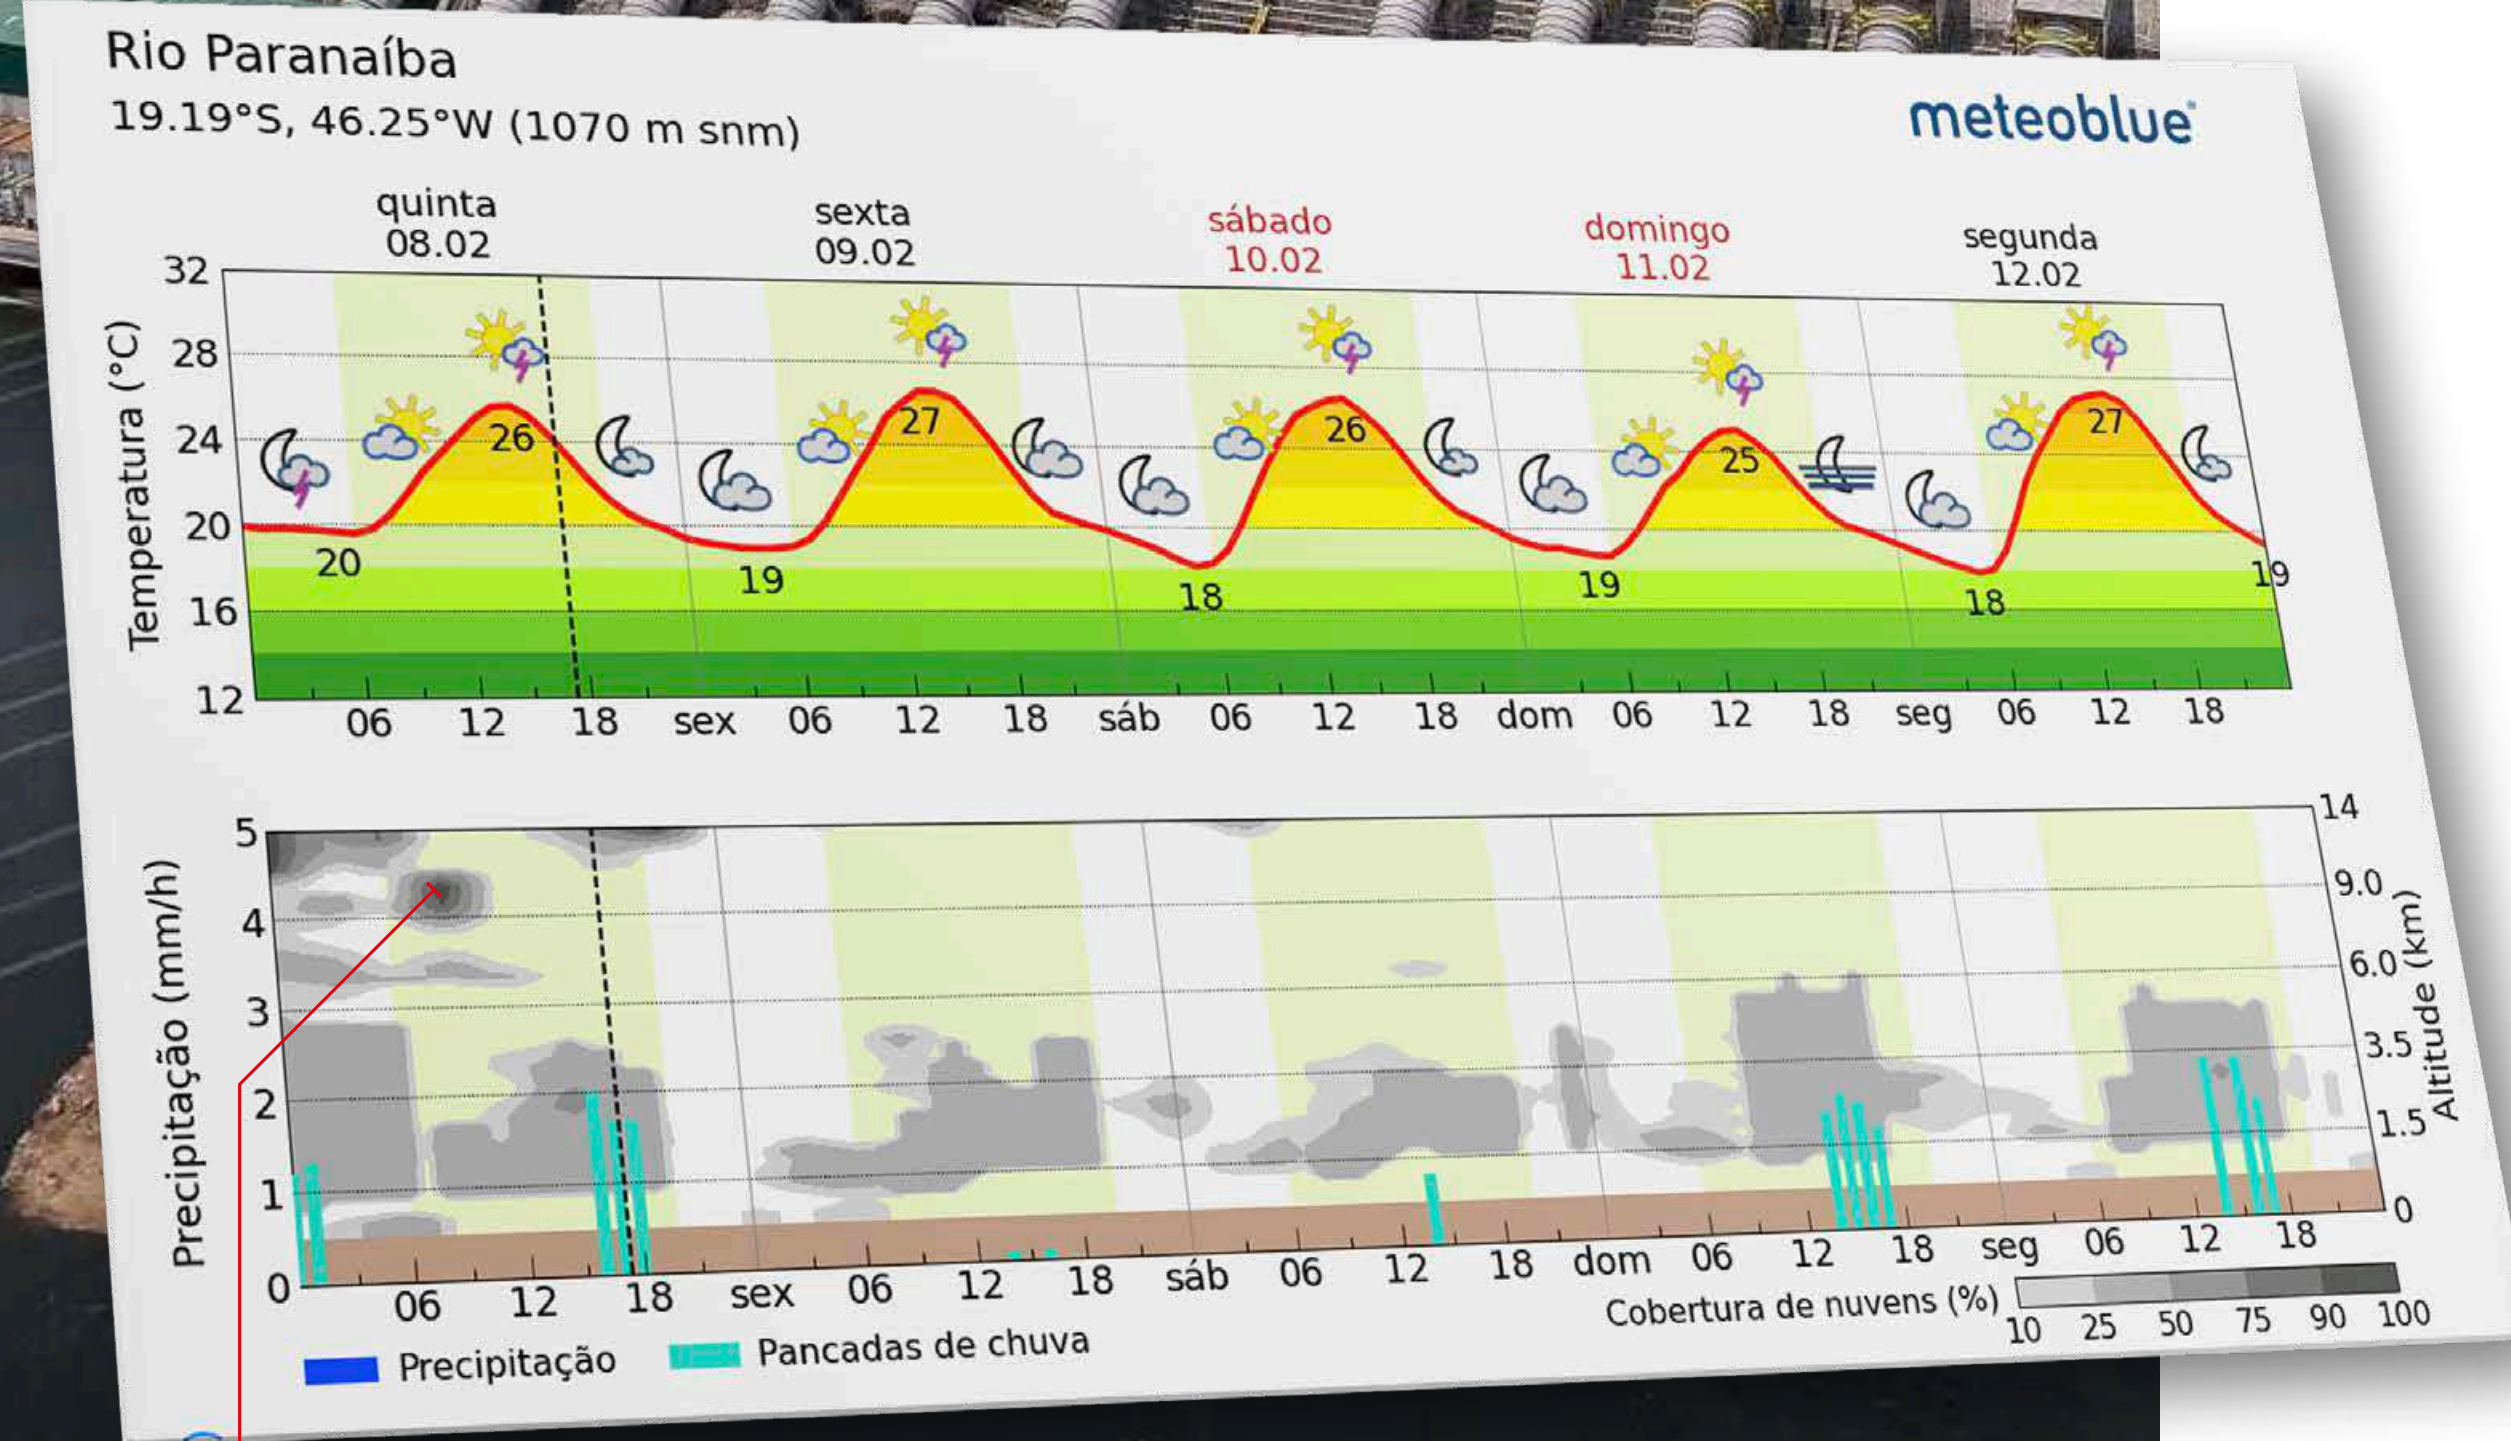 Rio Paranaíba
19.19°S, 46.25°W (1070 m snm)
meteoblue
quinta
08.02
sexta
09.02
sábado
10.02
domingo
11.02
segunda
12.02
Temperatura (°C)
32
28
24
20
16
12
26
27
26
25
27
20
19
18
19
18
19
06 12 18 sex 06 12 18 sáb 06 12 18 dom 06 12 18 seg 06 12 18
Precipitação (mm/h)
5
4
3
2
1
0
14
9.0
6.0
3.5
1.5
0
Altitude (km)
06 12 18 sex 06 12 18 sáb 06 12 18 dom 06 12 18 seg 06 12 18
Cobertura de nuvens (%)
10 25 50 75 90 100
Precipitação
Pancadas de chuva